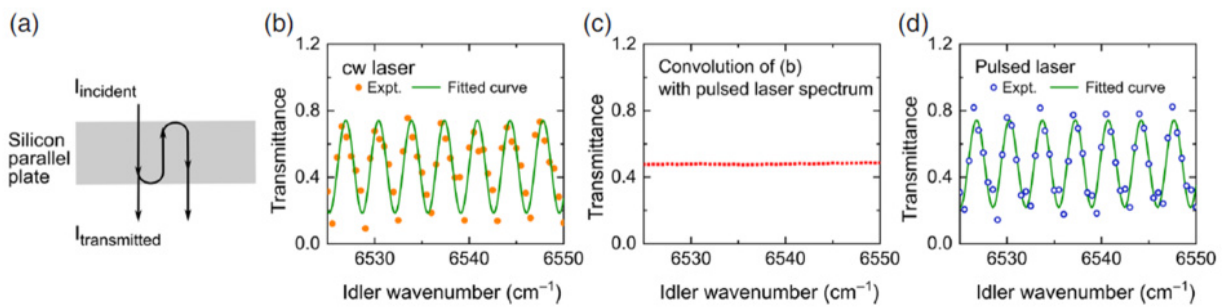 (a)
I_incident
Silicon
parallel
plate
I_transmitted
(b)
cw laser
Expt. Fitted curve
Transmittance
1.2
0.8
0.4
0.0
6530 6540 6550
Idler wavenumber (cm⁻¹)
(c)
Convolution of (b)
with pulsed laser spectrum
Transmittance
1.2
0.8
0.4
0.0
6530 6540 6550
Idler wavenumber (cm⁻¹)
(d)
Pulsed laser
Expt. Fitted curve
Transmittance
1.2
0.8
0.4
0.0
6530 6540 6550
Idler wavenumber (cm⁻¹)